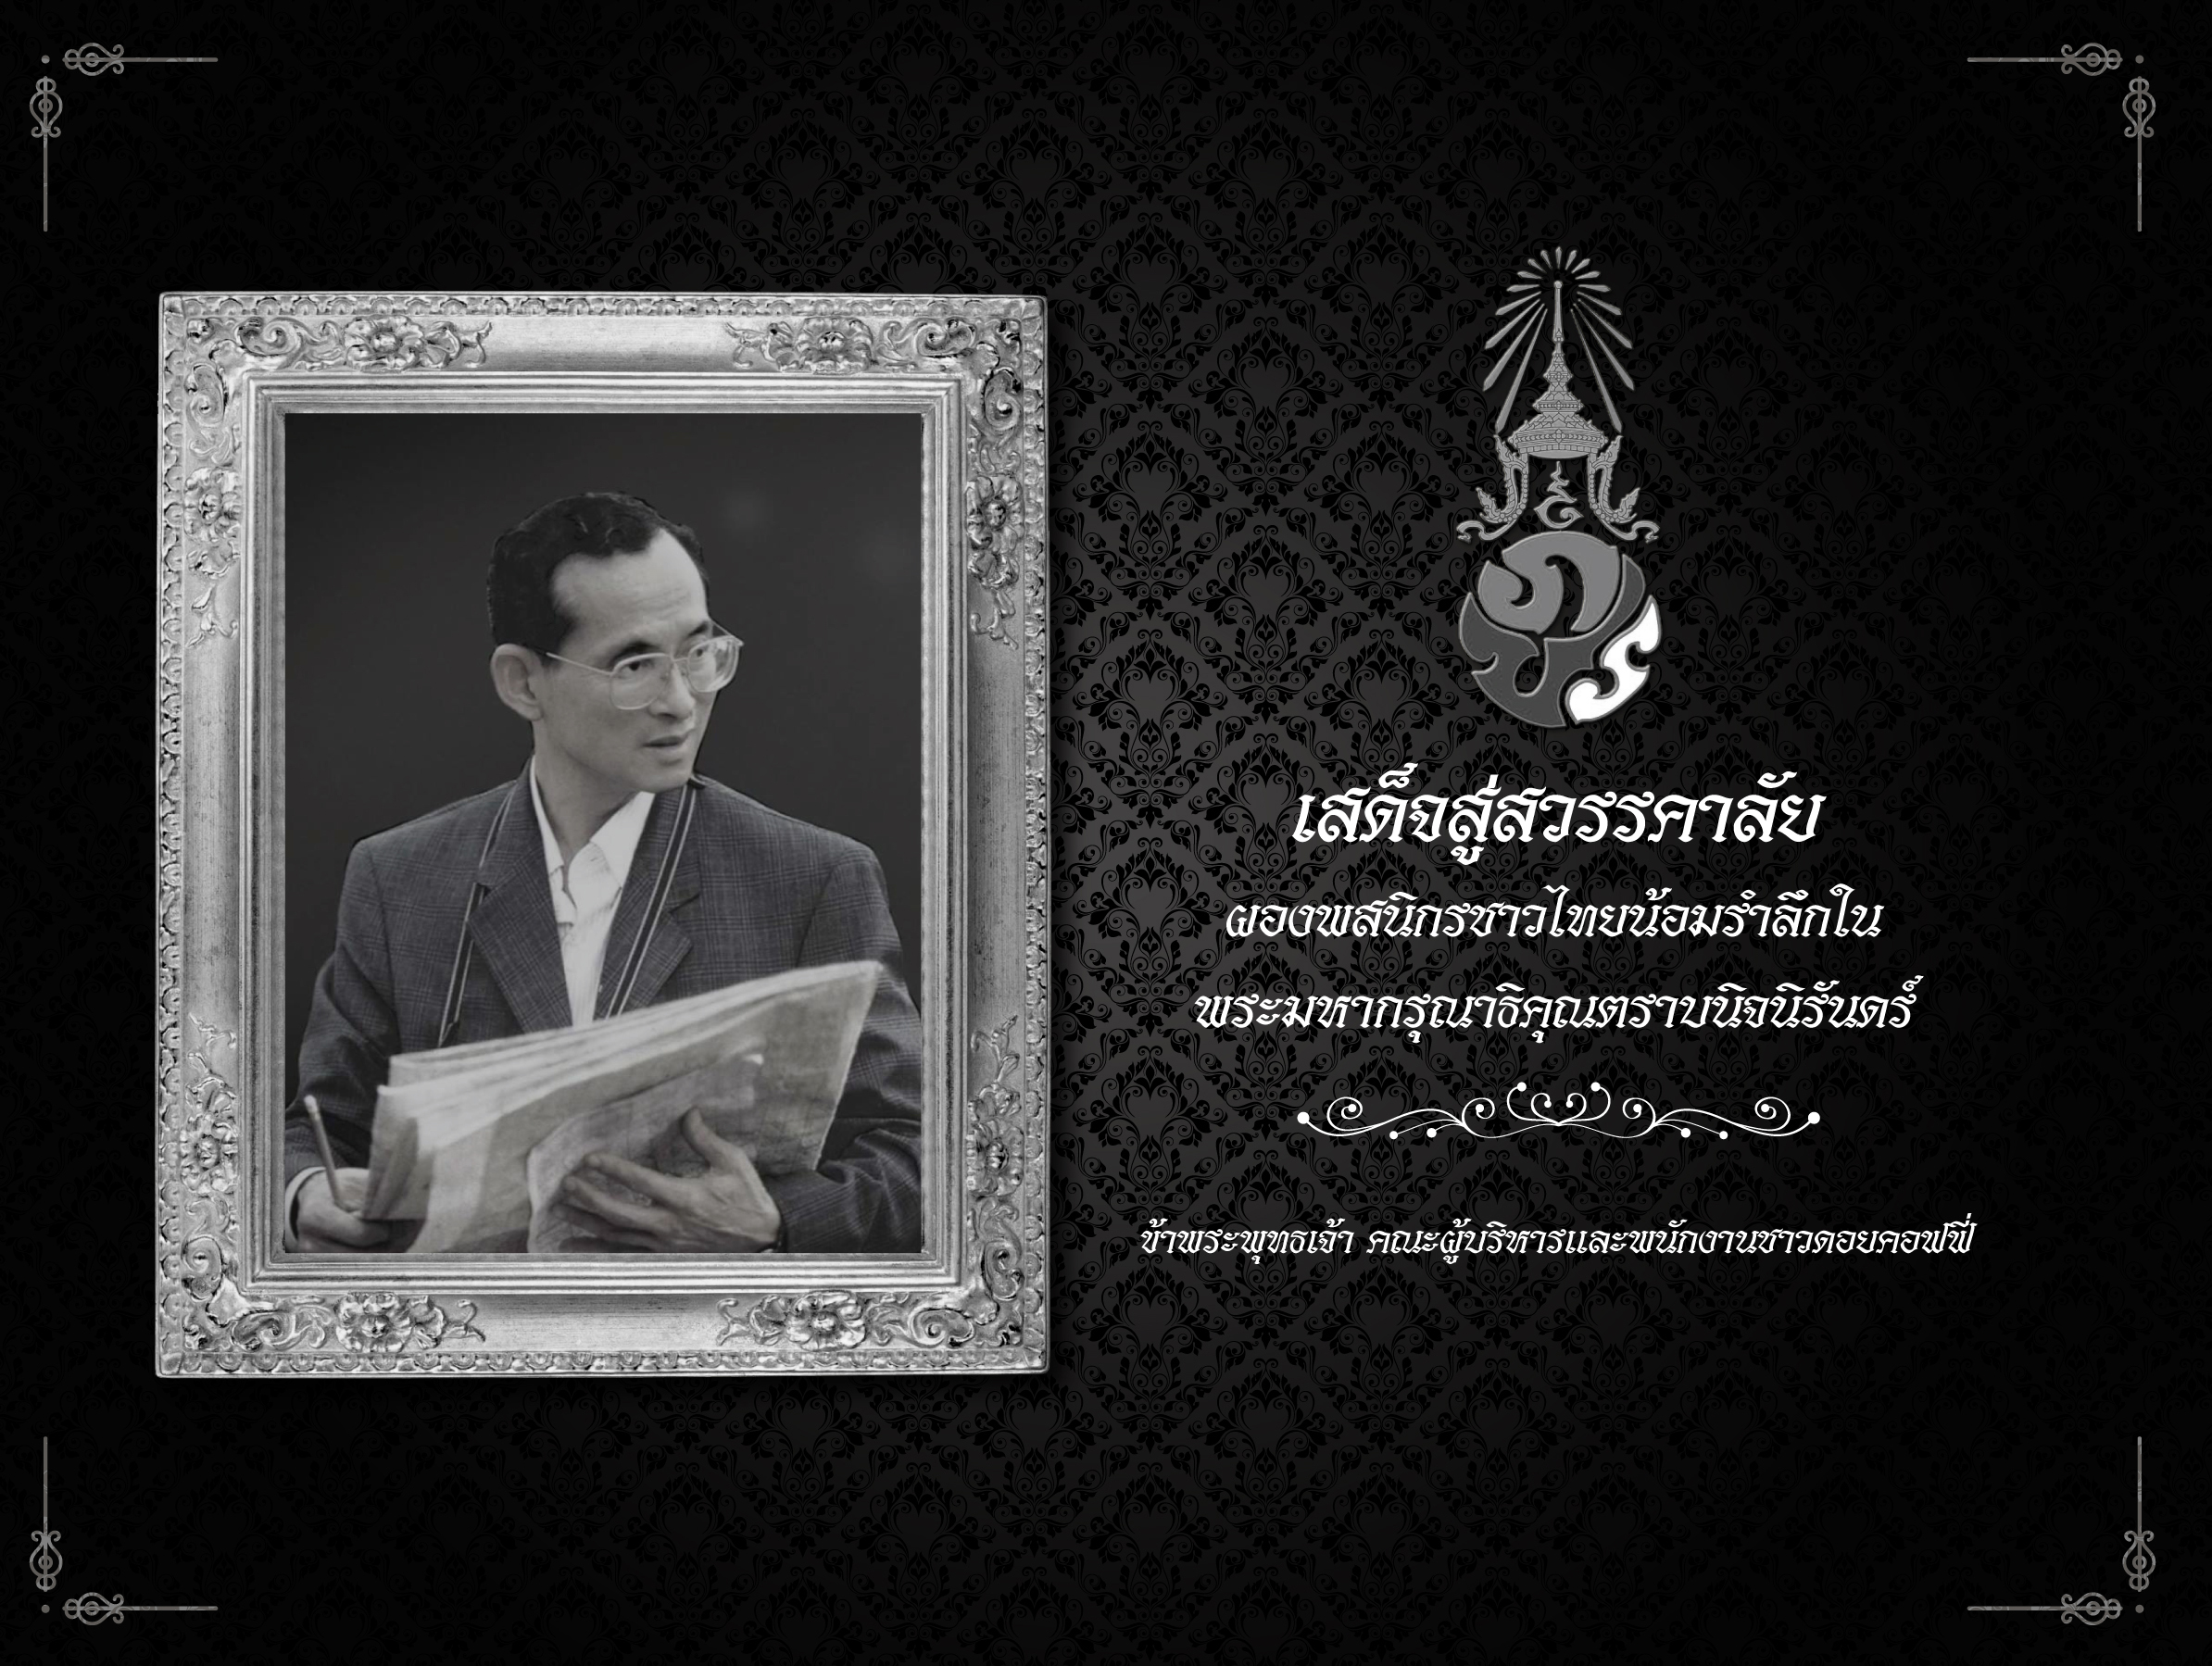 เสด็จสู่สวรรคาลัย
ผองพสนิกรชาวไทยน้อมรำลึกใน
พระมหากรุณาธิคุณตราบนิจนิรันดร์
ข้าพระพุทธเจ้า คณะผู้บริหารและพนักงานชาวดอยคอฟฟี่